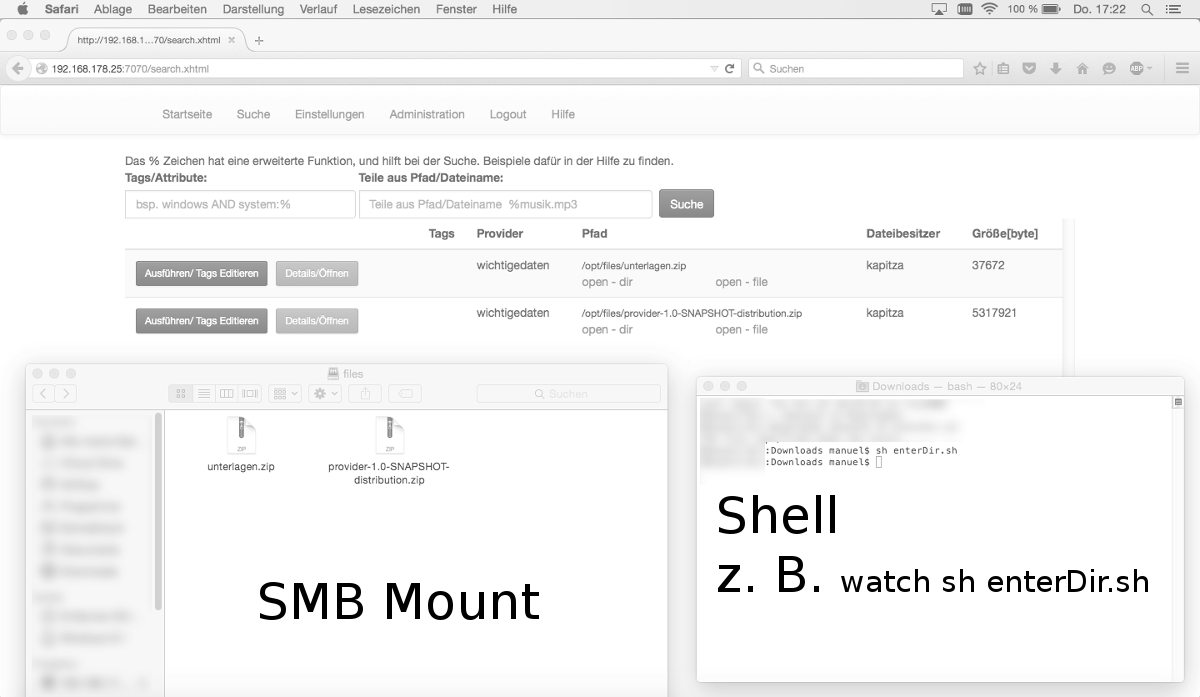 Safari Ablage Bearbeiten Darstellung Verlauf Lesezeichen Fenster Hilfe 100 % Do. 17:22
http://192.168.1...70/search.xhtml
192.168.178.25:7070/search.xhtml Suchen ABP
Startseite Suche Einstellungen Administration Logout Hilfe
Das % Zeichen hat eine erweiterte Funktion, und hilft bei der Suche. Beispiele dafür in der Hilfe zu finden.
Tags/Attribute: Teile aus Pfad/Dateiname:
bsp. windows AND system:% Teile aus Pfad/Dateiname %musik.mp3 Suche
Tags Provider Pfad Dateibesitzer Größe[byte]
Ausführen/ Tags Editieren Details/Öffnen wichtigedaten /opt/files/unterlagen.zip kapitza 37672
open - dir open - file
Ausführen/ Tags Editieren Details/Öffnen wichtigedaten /opt/files/provider-1.0-SNAPSHOT-distribution.zip kapitza 5317921
open - dir open - file
files
Suchen
ZIP ZIP
unterlagen.zip provider-1.0-SNAPSHOT-
distribution.zip
SMB Mount
Downloads — bash — 80×24
:Downloads manuel$ sh enterDir.sh
:Downloads manuel$
Shell
z. B. watch sh enterDir.sh